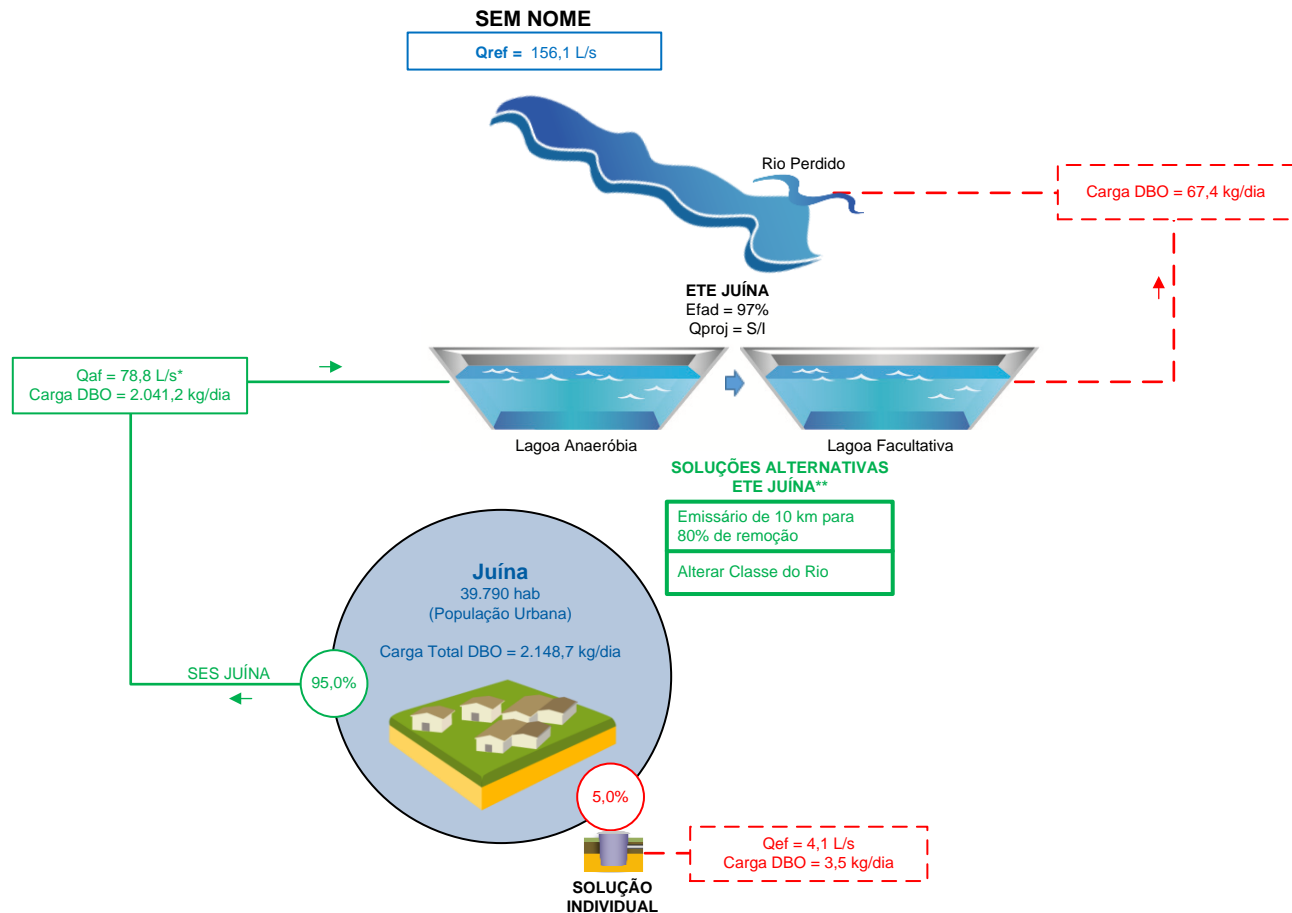 SEM NOME
Qref = 156,1 L/s
Rio Perdido
Carga DBO = 67,4 kg/dia
ETE JUÍNA
Efad = 97%
Qproj = S/I
Qaf = 78,8 L/s*
Carga DBO = 2.041,2 kg/dia
Lagoa Anaeróbia
Lagoa Facultativa
SOLUÇÕES ALTERNATIVAS
ETE JUÍNA**
Emissário de 10 km para
80% de remoção
Alterar Classe do Rio
Juína
39.790 hab
(População Urbana)
Carga Total DBO = 2.148,7 kg/dia
SES JUÍNA
95,0%
5,0%
Qef = 4,1 L/s
Carga DBO = 3,5 kg/dia
SOLUÇÃO
INDIVIDUAL